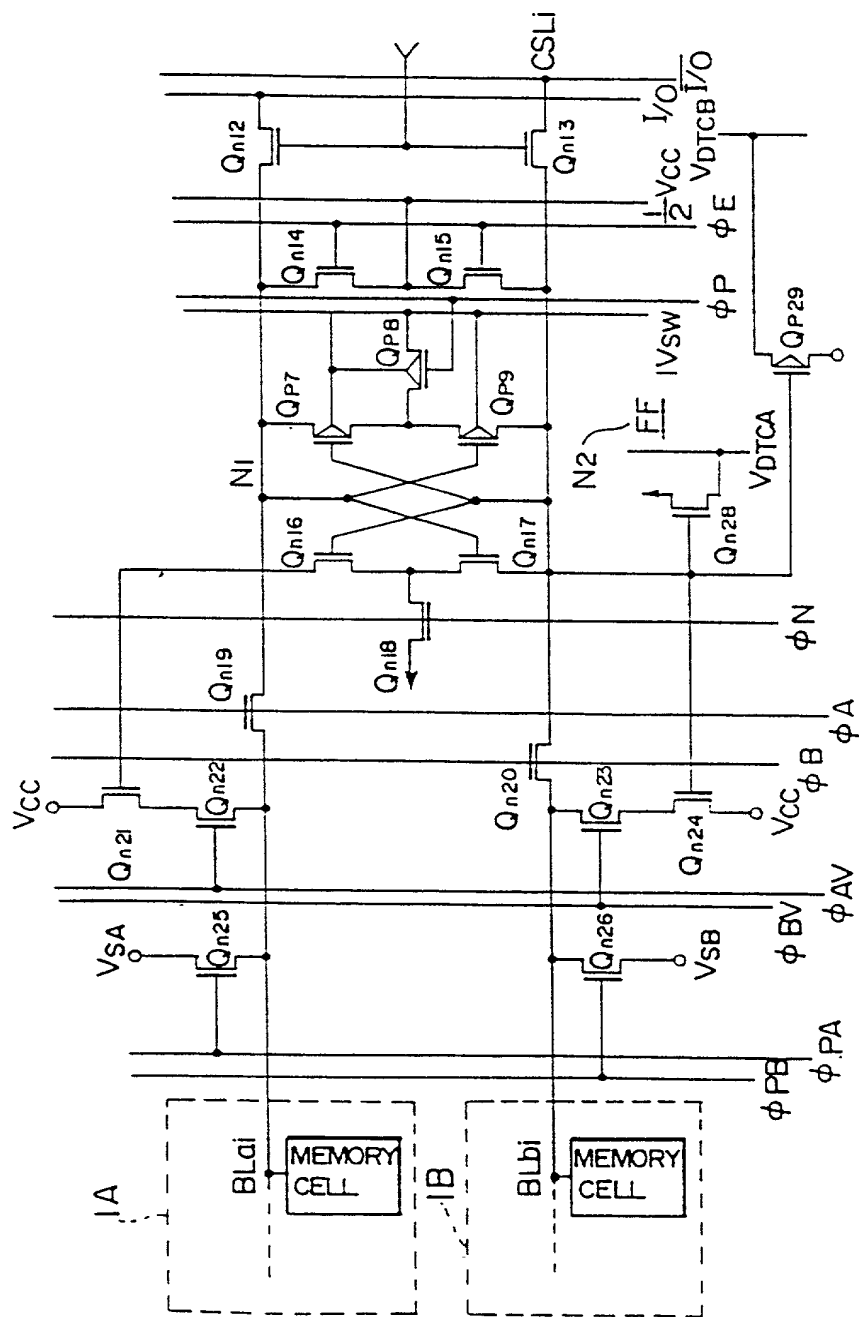 1A
BLai
MEMORY
CELL
1B
BLbi
MEMORY
CELL
φPB
φPA
VSA
Qn25
Qn26
VSB
φBV
φAV
VCC
Qn21
Qn22
Qn20
Qn23
Qn24
VCC
φB
φA
Qn19
Qn18
φN
N1
Qn16
Qn17
QP7
QP8
QP9
N2
FF
Qn28
VDTCA
1VSW
φP
QP29
Qn14
Qn15
φE
1/2 VCC
VDTCB
Qn12
Qn13
I/O
I/O
CSLi